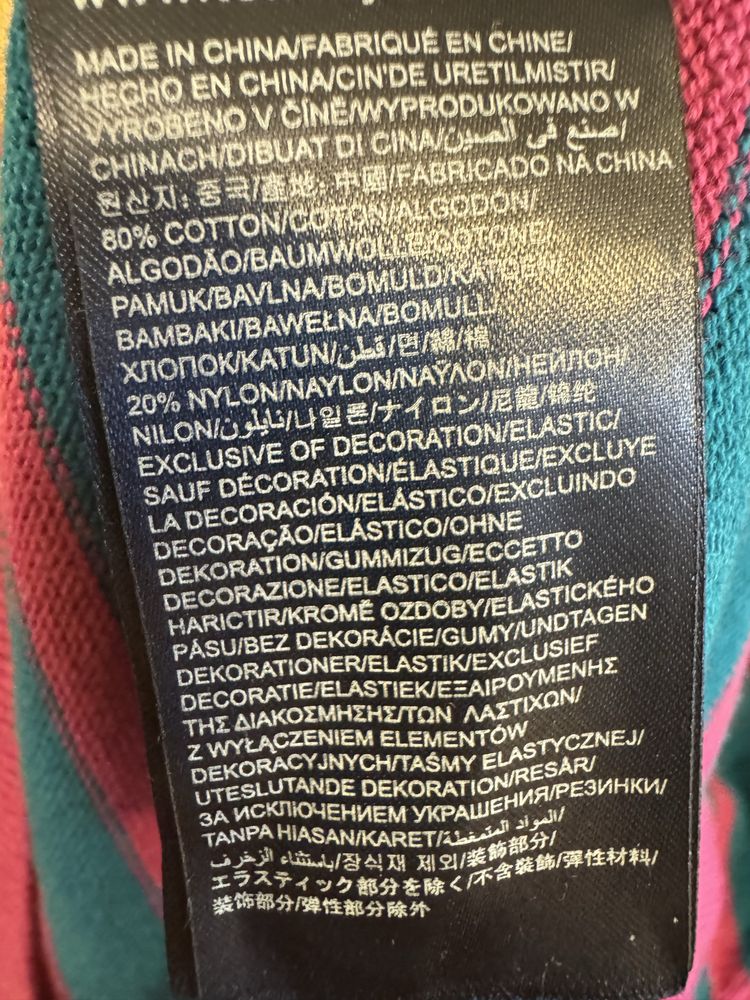 MADE IN CHINA/FABRIQUÉ EN CHINE/
HECHO EN CHINA/CIN'DE URETILMISTIR/
VYROBENO V ČÍNĚ/WYPRODUKOWANO W
CHINACH/DIBUAT DI CINA/صنع في الصين/
원산지: 중국/產地: 中國/FABRICADO NA CHINA
80% COTTON/COTON/ALGODÓN/
ALGODÃO/BAUMWOLLE/COTONE/
PAMUK/BAVLNA/BOMULD/KATOEN/
BAMBAKI/BAWEŁNA/BOMULL/
ХЛОПОК/KATUN/قطن/면/綿/棉
20% NYLON/NAYLON/ΝΑΫΛΟΝ/НЕЙЛОН/
NILON/نايلون/나일론/ナイロン/尼龍/锦纶
EXCLUSIVE OF DECORATION/ELASTIC/
SAUF DÉCORATION/ÉLASTIQUE/EXCLUYE
LA DECORACIÓN/ELÁSTICO/EXCLUINDO
DECORAÇÃO/ELÁSTICO/OHNE
DEKORATION/GUMMIZUG/ECCETTO
DECORAZIONE/ELASTICO/ELASTIK
HARICTIR/KROMĚ OZDOBY/ELASTICKÉHO
PÁSU/BEZ DEKORÁCIE/GUMY/UNDTAGEN
DEKORATIONER/ELASTIK/EXCLUSIEF
DECORATIE/ELASTIEK/ΕΞΑΙΡΟΥΜΕΝΗΣ
ΤΗΣ ΔΙΑΚΟΣΜΗΣΗΣ/ΤΩΝ ΛΑΣΤΙΧΩΝ/
Z WYŁĄCZENIEM ELEMENTÓW
DEKORACYJNYCH/TAŚMY ELASTYCZNEJ/
UTESLUTANDE DEKORATION/RESÅR/
ЗА ИСКЛЮЧЕНИЕМ УКРАШЕНИЯ/РЕЗИНКИ/
TANPA HIASAN/KARET/المواد المتمغطة/
باستثناء الزخرف/장식재 제외/装飾部分/
エラスティック部分を除く/不含裝飾/彈性材料/
装饰部分/弹性部分除外